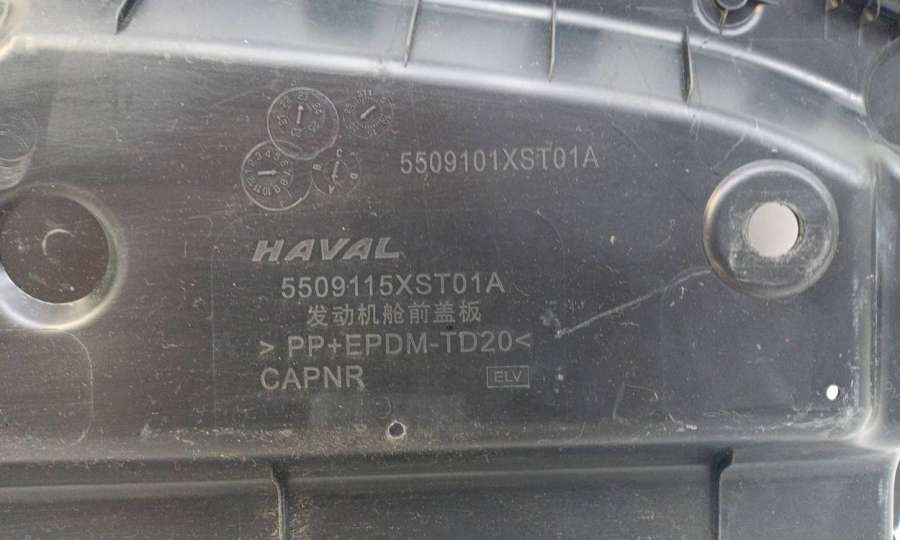 5509101XST01A
HAVAL
5509115XST01A
发动机舱前盖板
> PP+EPDM-TD20<
CAPNR
ELV